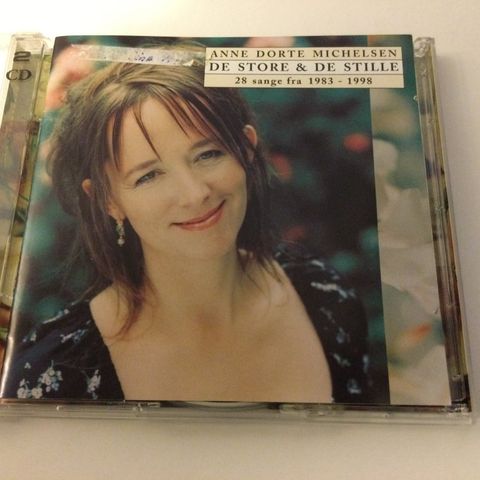 2
CD
ANNE DORTE MICHELSEN
DE STORE & DE STILLE
28 sange fra 1983 - 1998